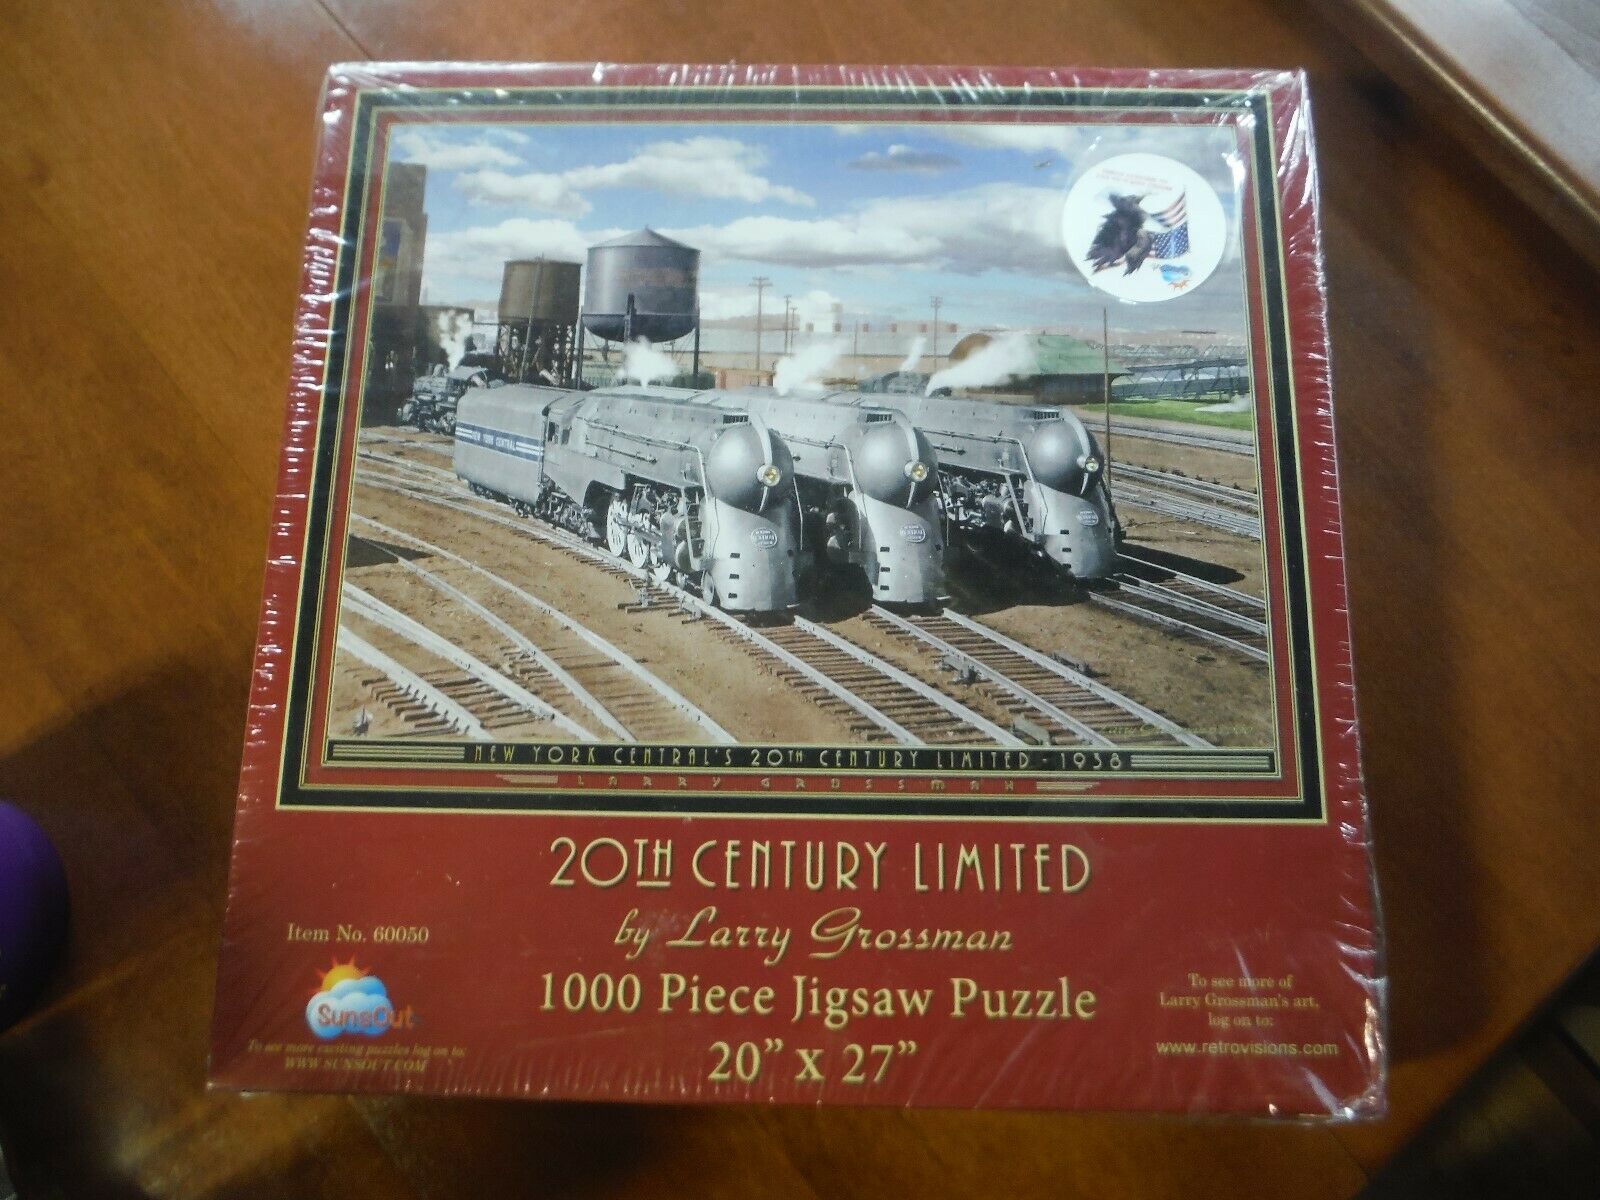 NEW YORK CENTRAL
NEW YORK CENTRAL'S 20TH CENTURY LIMITED - 1938
LARRY GROSSMAN
20TH CENTURY LIMITED
by Larry Grossman
1000 Piece Jigsaw Puzzle
20” x 27”
Item No. 60050
SunsOut
To see more exciting puzzles log on to:
WWW.SUNSOUT.COM
To see more of
Larry Grossman's art,
log on to:
www.retrovisions.com